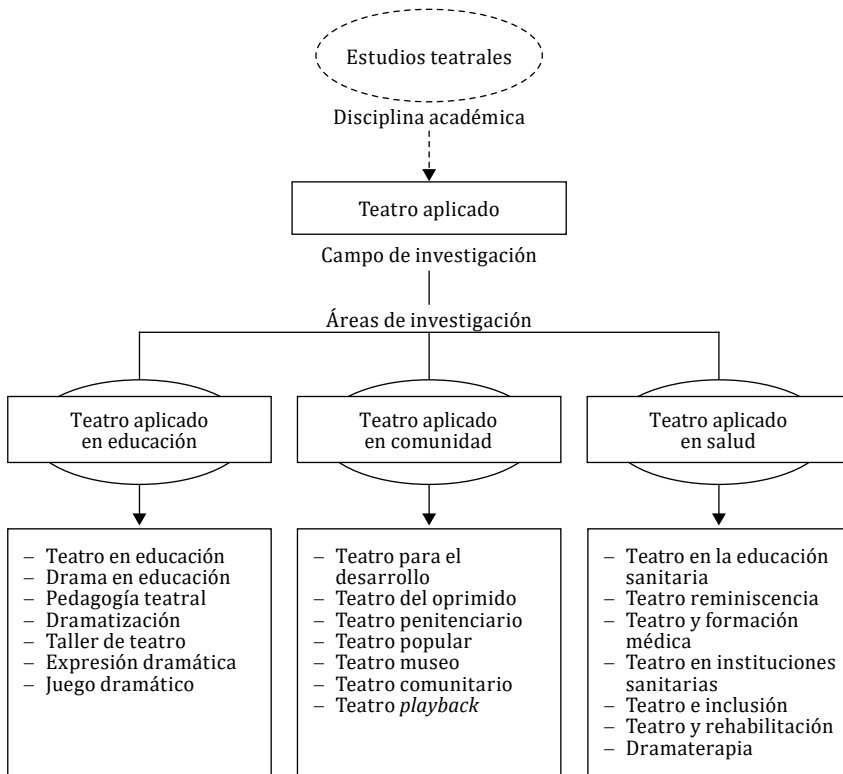 Estudios teatrales
Disciplina académica
Teatro aplicado
Campo de investigación
Áreas de investigación
Teatro aplicado
en educación
Teatro aplicado
en comunidad
Teatro aplicado
en salud
– Teatro en educación
– Drama en educación
– Pedagogía teatral
– Dramatización
– Taller de teatro
– Expresión dramática
– Juego dramático
– Teatro para el
desarrollo
– Teatro del oprimido
– Teatro penitenciario
– Teatro popular
– Teatro museo
– Teatro comunitario
– Teatro playback
– Teatro en la educación
sanitaria
– Teatro reminiscencia
– Teatro y formación
médica
– Teatro en instituciones
sanitarias
– Teatro e inclusión
– Teatro y rehabilitación
– Dramaterapia